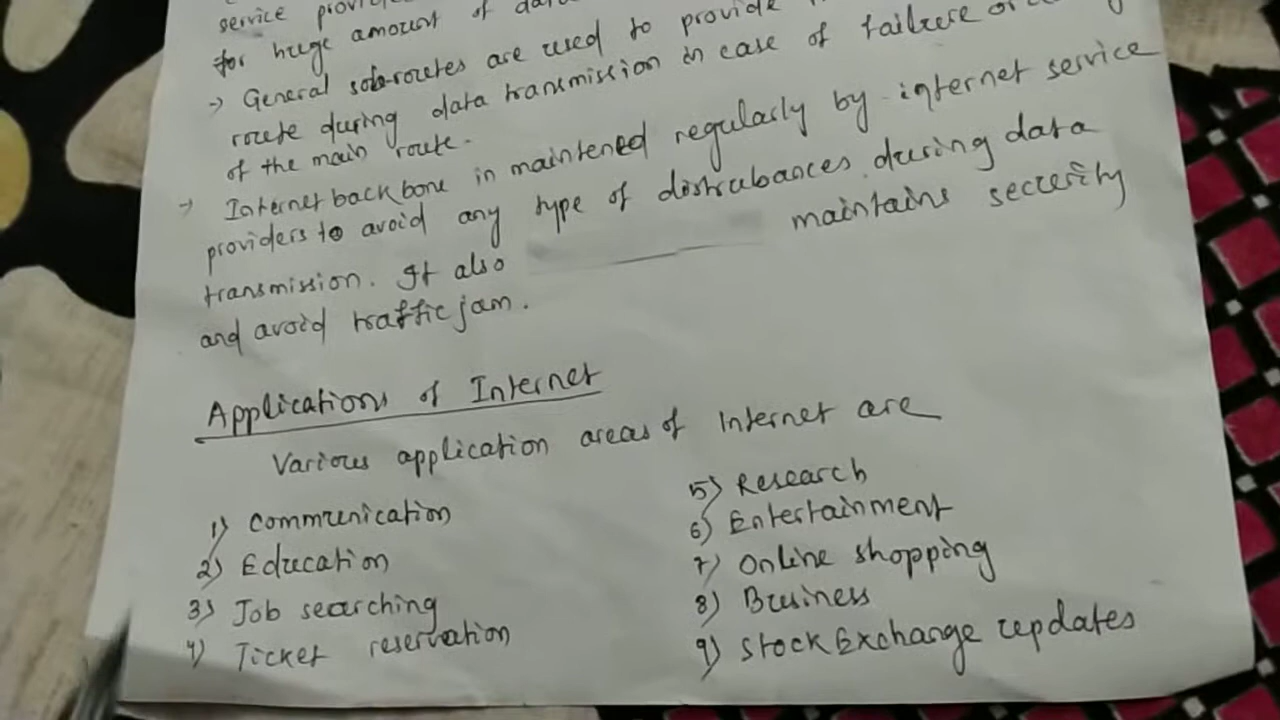 service
for huge amount of
→ General sub-routes are used to provide
route during data transmission in case of failure or
of the main route.
→ Internet backbone in maintened regularly by internet service
providers to avoid any type of distrubances during data
transmission. It also maintains security
and avoid traffic jam.
Applications of Internet
Various application areas of Internet are
1) Communication
2) Education
3) Job searching
4) Ticket reservation
5) Research
6) Entertainment
7) Online shopping
8) Business
9) Stock Exchange updates